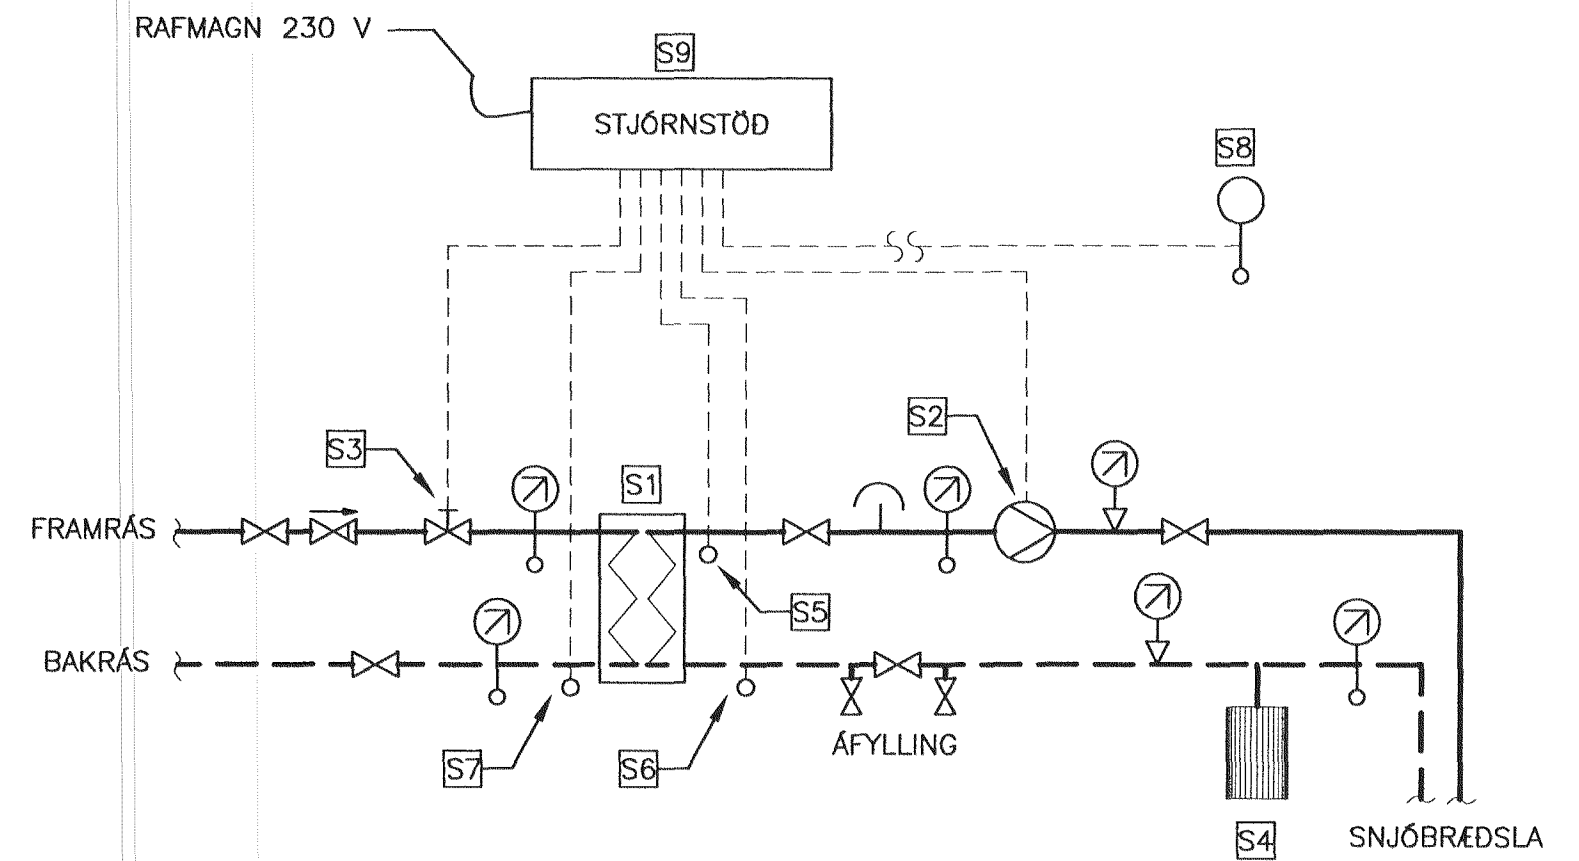 RAFMAGN 230 V
S9
STJÓRNSTÖÐ
S8
S2
S3
S1
FRAMRÁS
S5
BAKRÁS
ÁFYLLING
S7
S6
S4
SNJÓBRÆÐSLA